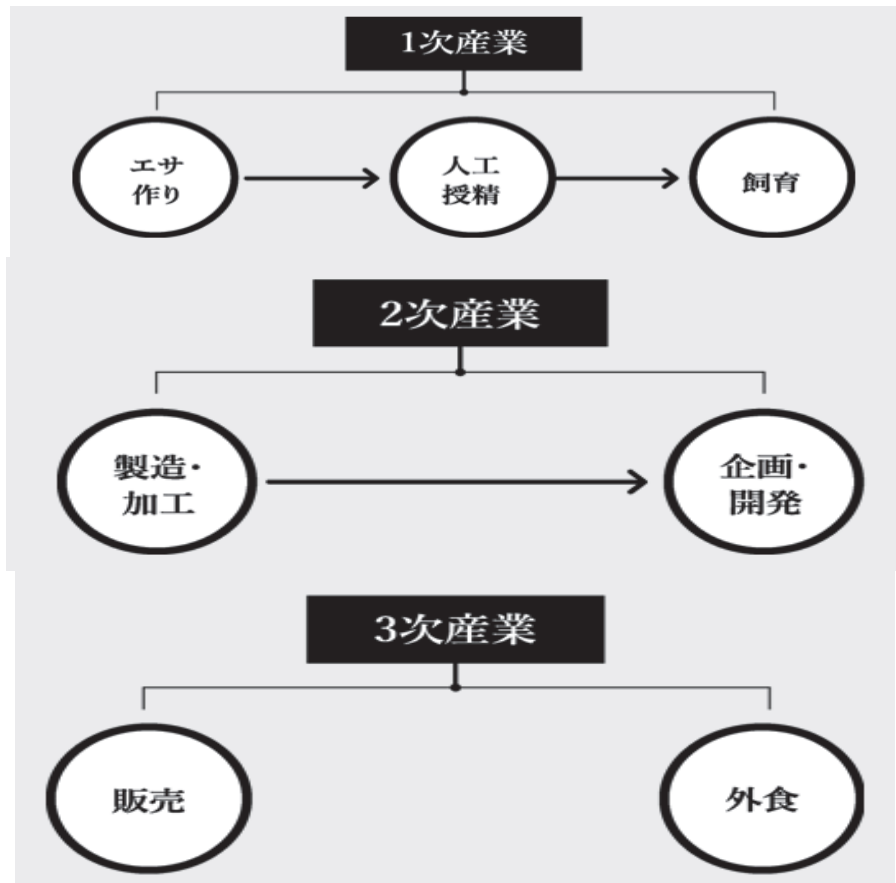 1次産業
エサ
作り
人工
授精
飼育
2次産業
製造・
加工
企画・
開発
3次産業
販売
外食